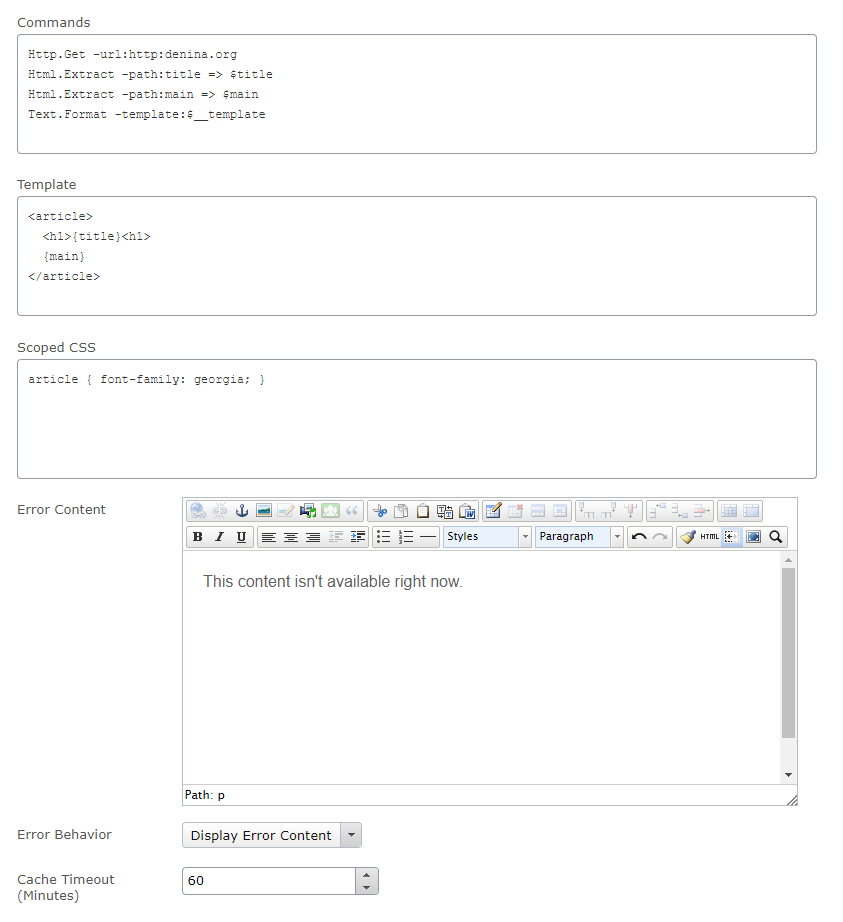 Commands
Http.Get -url:http:denina.org
Html.Extract -path:title => $title
Html.Extract -path:main => $main
Text.Format -template:$__template
Template
<article>
  <h1>{title}<h1>
  {main}
</article>
Scoped CSS
article { font-family: georgia; }
Error Content
B I U Styles Paragraph HTML
This content isn't available right now.
Path: p
Error Behavior
Display Error Content
Cache Timeout
(Minutes)
60